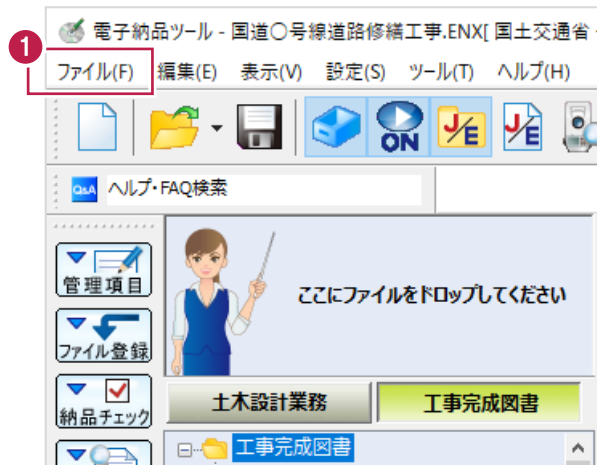 電子納品ツール - 国道〇号線道路修繕工事.ENX[ 国土交通省
1
ファイル(F) 編集(E) 表示(V) 設定(S) ツール(T) ヘルプ(H)
ON J/E J/E
Q&A ヘルプ・FAQ検索
管理項目
ここにファイルをドロップしてください
ファイル登録
納品チェック
土木設計業務 工事完成図書
工事完成図書